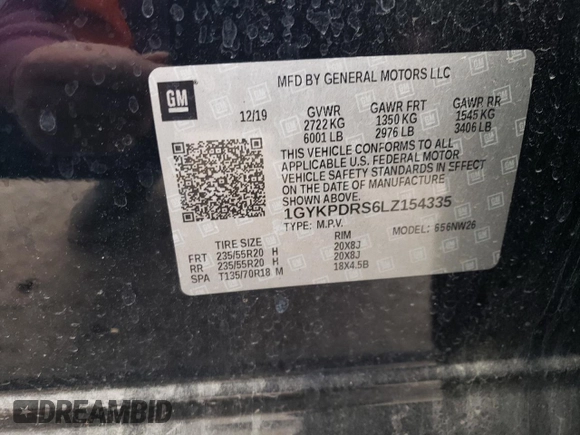 GM
MFD BY GENERAL MOTORS LLC
12/19 GVWR GAWR FRT GAWR RR
2722 KG 1350 KG 1545 KG
6001 LB 2976 LB 3406 LB
THIS VEHICLE CONFORMS TO ALL
APPLICABLE U.S. FEDERAL MOTOR
VEHICLE SAFETY STANDARDS IN EFFECT
ON THE DATE OF MANUFACTURE SHOWN ABOVE.
1GYKPDRS6LZ154335
TYPE: M.P.V. MODEL: 6S6NW26
TIRE SIZE RIM
FRT 235/55R20 H 20X8J
RR 235/55R20 H 20X8J
SPA T135/70R18 M 18X4.5B
DREAMBID